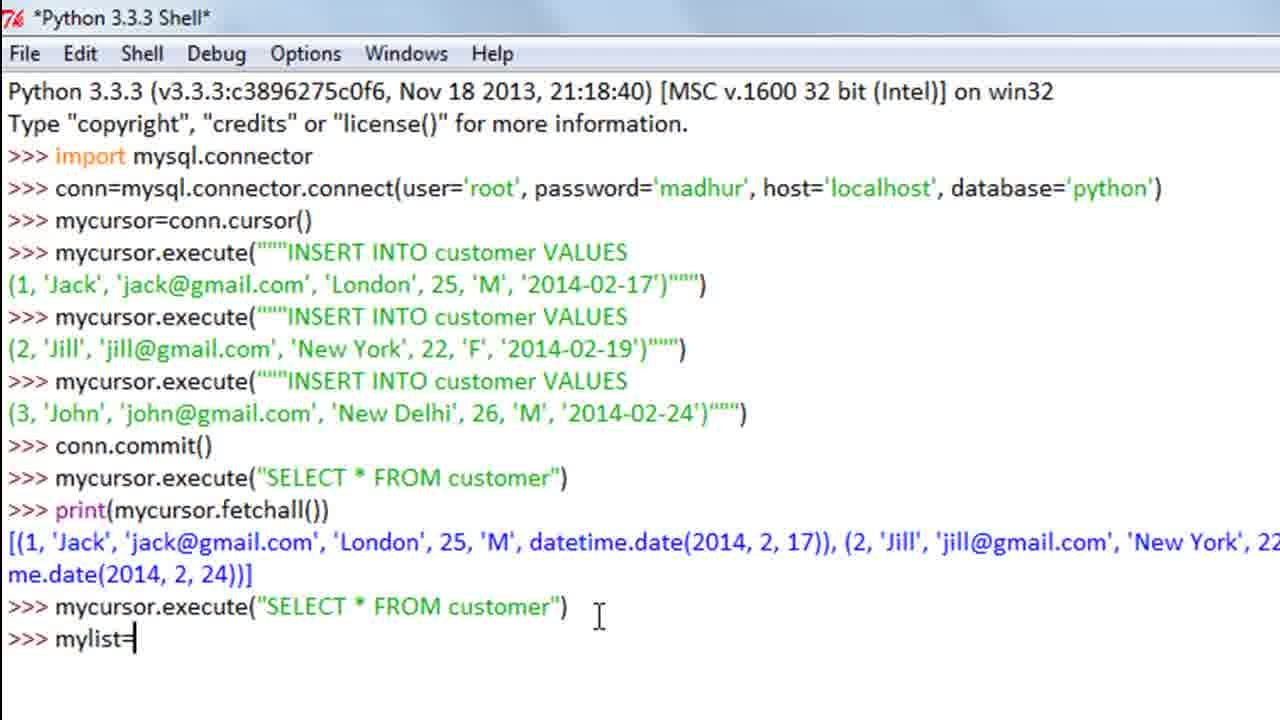 *Python 3.3.3 Shell*
File Edit Shell Debug Options Windows Help
Python 3.3.3 (v3.3.3:c3896275c0f6, Nov 18 2013, 21:18:40) [MSC v.1600 32 bit (Intel)] on win32
Type "copyright", "credits" or "license()" for more information.
>>> import mysql.connector
>>> conn=mysql.connector.connect(user='root', password='madhur', host='localhost', database='python')
>>> mycursor=conn.cursor()
>>> mycursor.execute("""INSERT INTO customer VALUES
(1, 'Jack', 'jack@gmail.com', 'London', 25, 'M', '2014-02-17')""")
>>> mycursor.execute("""INSERT INTO customer VALUES
(2, 'Jill', 'jill@gmail.com', 'New York', 22, 'F', '2014-02-19')""")
>>> mycursor.execute("""INSERT INTO customer VALUES
(3, 'John', 'john@gmail.com', 'New Delhi', 26, 'M', '2014-02-24')""")
>>> conn.commit()
>>> mycursor.execute("SELECT * FROM customer")
>>> print(mycursor.fetchall())
[(1, 'Jack', 'jack@gmail.com', 'London', 25, 'M', datetime.date(2014, 2, 17)), (2, 'Jill', 'jill@gmail.com', 'New York', 22
me.date(2014, 2, 24))]
>>> mycursor.execute("SELECT * FROM customer")
>>> mylist=